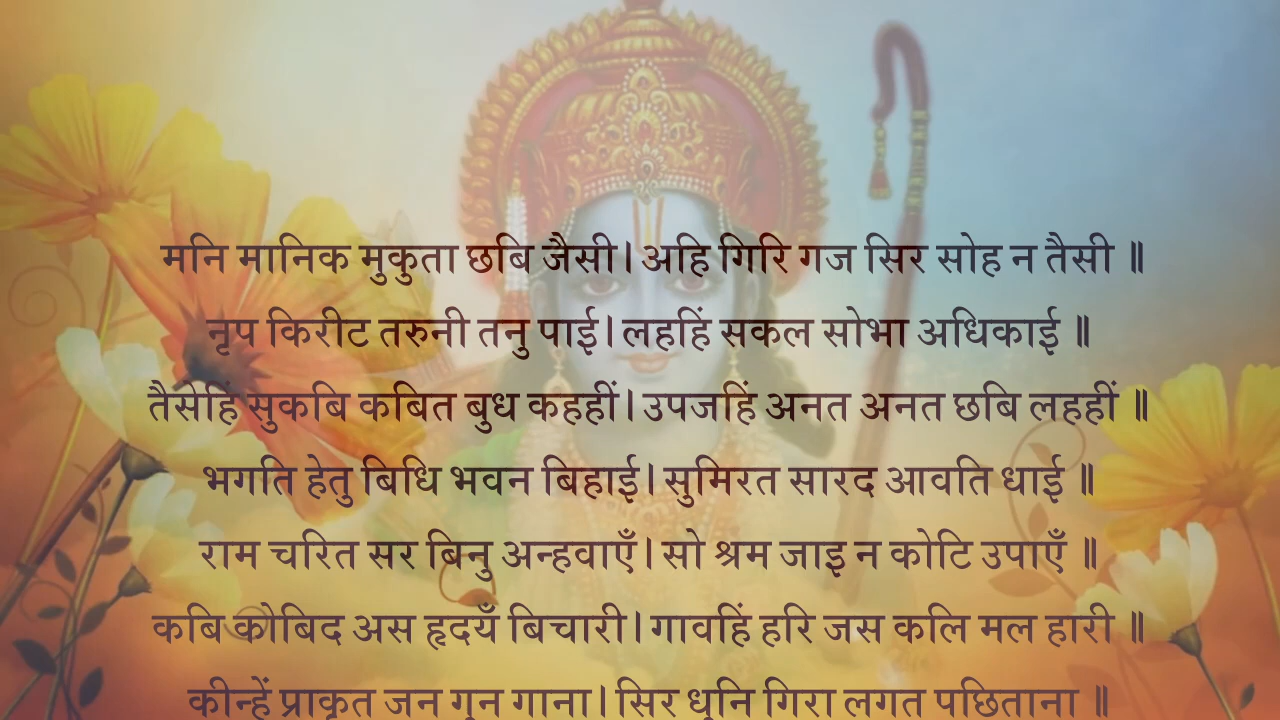 मनि मानिक मुकुता छबि जैसी। अहि गिरि गज सिर सोह न तैसी ॥
नृप किरीट तरुनी तनु पाई। लहहिं सकल सोभा अधिकाई ॥
तैसेहिं सुकबि कबित बुध कहहीं। उपजहिं अनत अनत छबि लहहीं ॥
भगति हेतु बिधि भवन बिहाई। सुमिरत सारद आवति धाई ॥
राम चरित सर बिनु अन्हवाएँ। सो श्रम जाइ न कोटि उपाएँ ॥
कबि कौबिद अस हृदयँ बिचारी। गावहिं हरि जस कलि मल हारी ॥
कीन्हें प्राकृत जन गुन गाना। सिर धुनि गिरा लगत पछिताना ॥